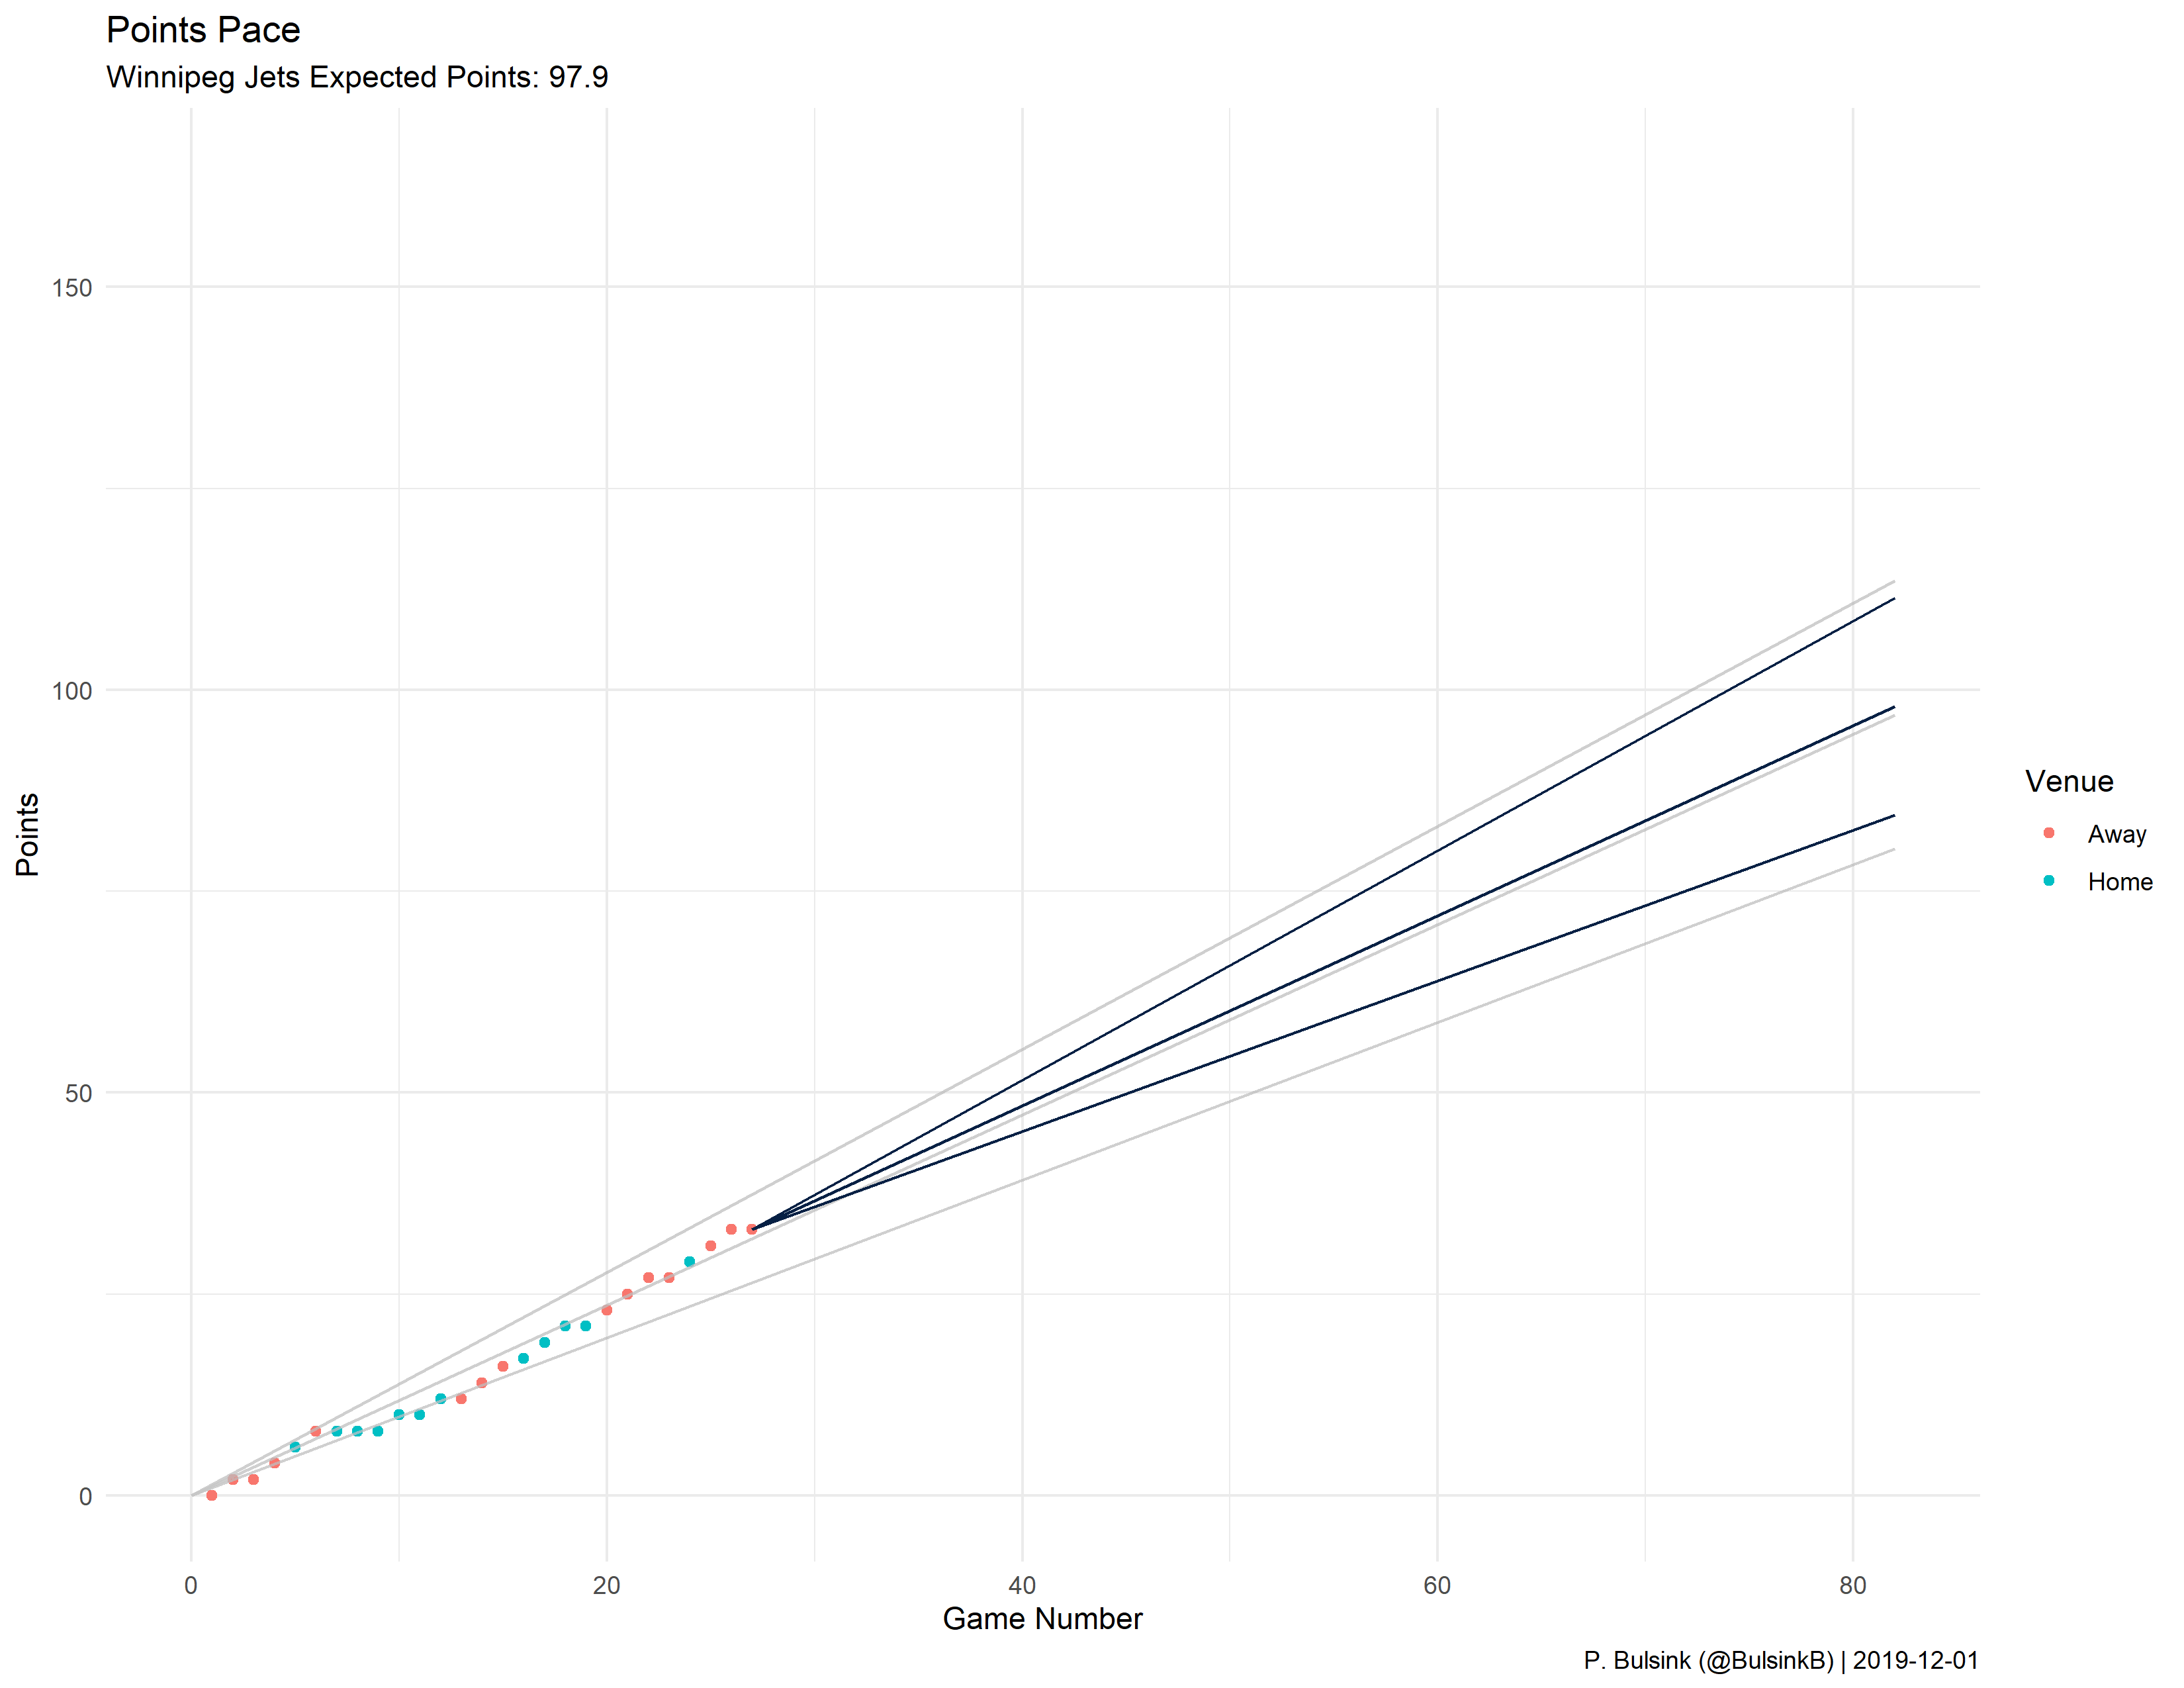 Points Pace
Winnipeg Jets Expected Points: 97.9
150
100
50
0
Points
0 20 40 60 80
Game Number
Venue
Away
Home
P. Bulsink (@BulsinkB) | 2019-12-01